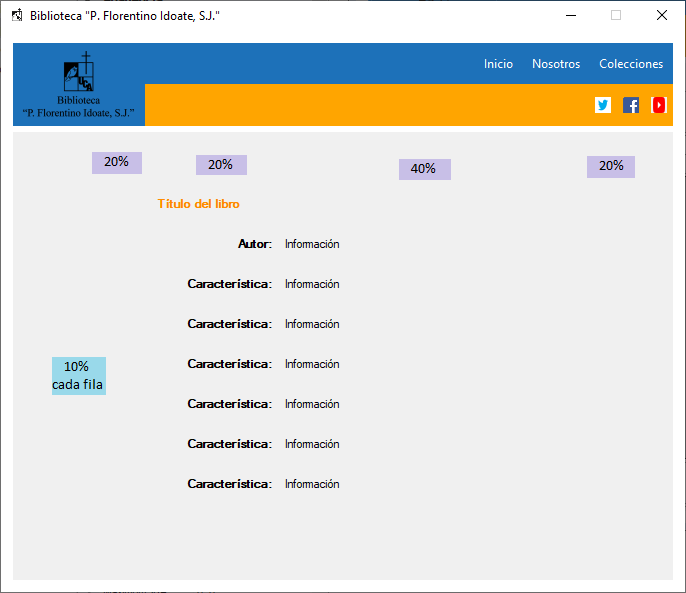 Biblioteca "P. Florentino Idoate, S.J."
Inicio Nosotros Colecciones
UCA
Biblioteca
"P. Florentino Idoate, S.J."
20% 20% 40% 20%
Título del libro
Autor: Información
Característica: Información
Característica: Información
Característica: Información
10%
cada fila
Característica: Información
Característica: Información
Característica: Información